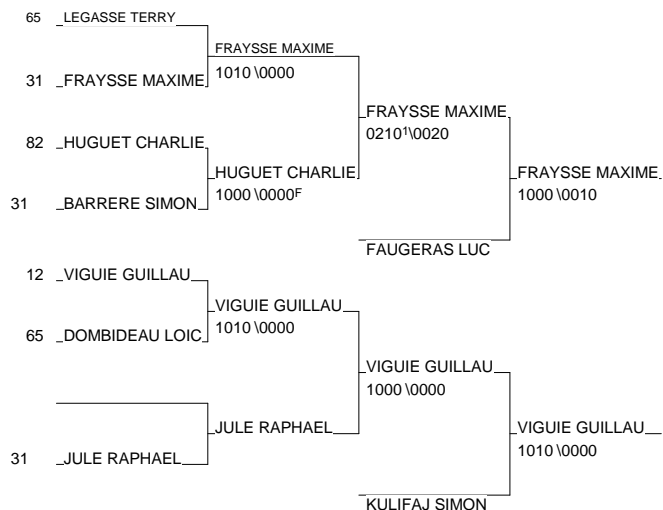 65 LEGASSE TERRY
FRAYSSE MAXIME
1010 \0000
31 FRAYSSE MAXIME
FRAYSSE MAXIME
0210¹\0020
82 HUGUET CHARLIE
HUGUET CHARLIE
1000 \0000ᶠ
FRAYSSE MAXIME
1000 \0010
31 BARRERE SIMON
FAUGERAS LUC
12 VIGUIE GUILLAU
VIGUIE GUILLAU
1010 \0000
65 DOMBIDEAU LOIC
VIGUIE GUILLAU
1000 \0000
JULE RAPHAEL
VIGUIE GUILLAU
1010 \0000
31 JULE RAPHAEL
KULIFAJ SIMON